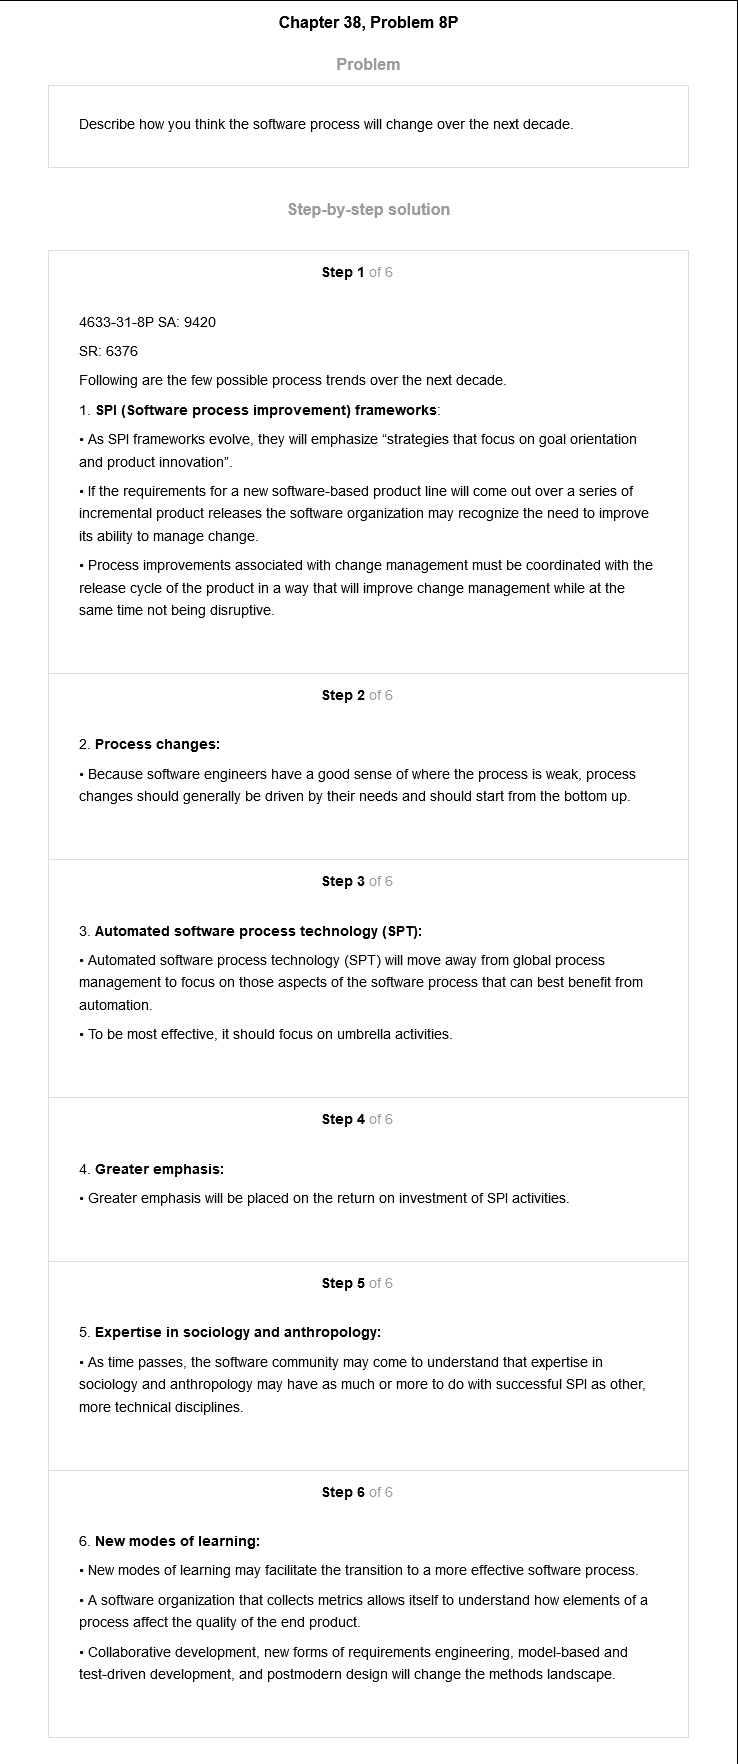 Chapter 38, Problem 8P
Problem
Describe how you think the software process will change over the next decade.
Step-by-step solution
Step 1 of 6
4633-31-8P SA: 9420
SR: 6376
Following are the few possible process trends over the next decade.
1. SPI (Software process improvement) frameworks:
• As SPI frameworks evolve, they will emphasize “strategies that focus on goal orientation
and product innovation”.
• If the requirements for a new software-based product line will come out over a series of
incremental product releases the software organization may recognize the need to improve
its ability to manage change.
• Process improvements associated with change management must be coordinated with the
release cycle of the product in a way that will improve change management while at the
same time not being disruptive.
Step 2 of 6
2. Process changes:
• Because software engineers have a good sense of where the process is weak, process
changes should generally be driven by their needs and should start from the bottom up.
Step 3 of 6
3. Automated software process technology (SPT):
• Automated software process technology (SPT) will move away from global process
management to focus on those aspects of the software process that can best benefit from
automation.
• To be most effective, it should focus on umbrella activities.
Step 4 of 6
4. Greater emphasis:
• Greater emphasis will be placed on the return on investment of SPI activities.
Step 5 of 6
5. Expertise in sociology and anthropology:
• As time passes, the software community may come to understand that expertise in
sociology and anthropology may have as much or more to do with successful SPI as other,
more technical disciplines.
Step 6 of 6
6. New modes of learning:
• New modes of learning may facilitate the transition to a more effective software process.
• A software organization that collects metrics allows itself to understand how elements of a
process affect the quality of the end product.
• Collaborative development, new forms of requirements engineering, model-based and
test-driven development, and postmodern design will change the methods landscape.